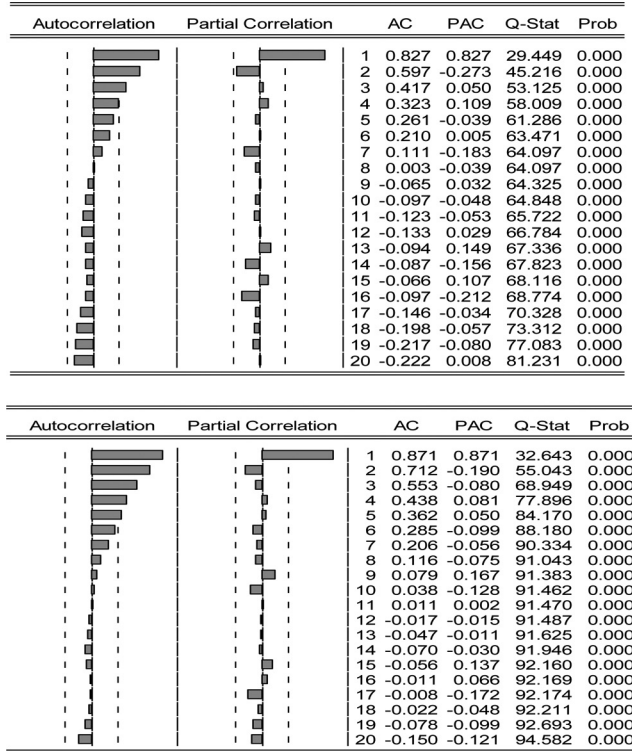 Autocorrelation Partial Correlation AC PAC Q-Stat Prob
1 0.827 0.827 29.449 0.000
2 0.597 -0.273 45.216 0.000
3 0.417 0.050 53.125 0.000
4 0.323 0.109 58.009 0.000
5 0.261 -0.039 61.286 0.000
6 0.210 0.005 63.471 0.000
7 0.111 -0.183 64.097 0.000
8 0.003 -0.039 64.097 0.000
9 -0.065 0.032 64.325 0.000
10 -0.097 -0.048 64.848 0.000
11 -0.123 -0.053 65.722 0.000
12 -0.133 0.029 66.784 0.000
13 -0.094 0.149 67.336 0.000
14 -0.087 -0.156 67.823 0.000
15 -0.066 0.107 68.116 0.000
16 -0.097 -0.212 68.774 0.000
17 -0.146 -0.034 70.328 0.000
18 -0.198 -0.057 73.312 0.000
19 -0.217 -0.080 77.083 0.000
20 -0.222 0.008 81.231 0.000
Autocorrelation Partial Correlation AC PAC Q-Stat Prob
1 0.871 0.871 32.643 0.000
2 0.712 -0.190 55.043 0.000
3 0.553 -0.080 68.949 0.000
4 0.438 0.081 77.896 0.000
5 0.362 0.050 84.170 0.000
6 0.285 -0.099 88.180 0.000
7 0.206 -0.056 90.334 0.000
8 0.116 -0.075 91.043 0.000
9 0.079 0.167 91.383 0.000
10 0.038 -0.128 91.462 0.000
11 0.011 0.002 91.470 0.000
12 -0.017 -0.015 91.487 0.000
13 -0.047 -0.011 91.625 0.000
14 -0.070 -0.030 91.946 0.000
15 -0.056 0.137 92.160 0.000
16 -0.011 0.066 92.169 0.000
17 -0.008 -0.172 92.174 0.000
18 -0.022 -0.048 92.211 0.000
19 -0.078 -0.099 92.693 0.000
20 -0.150 -0.121 94.582 0.000